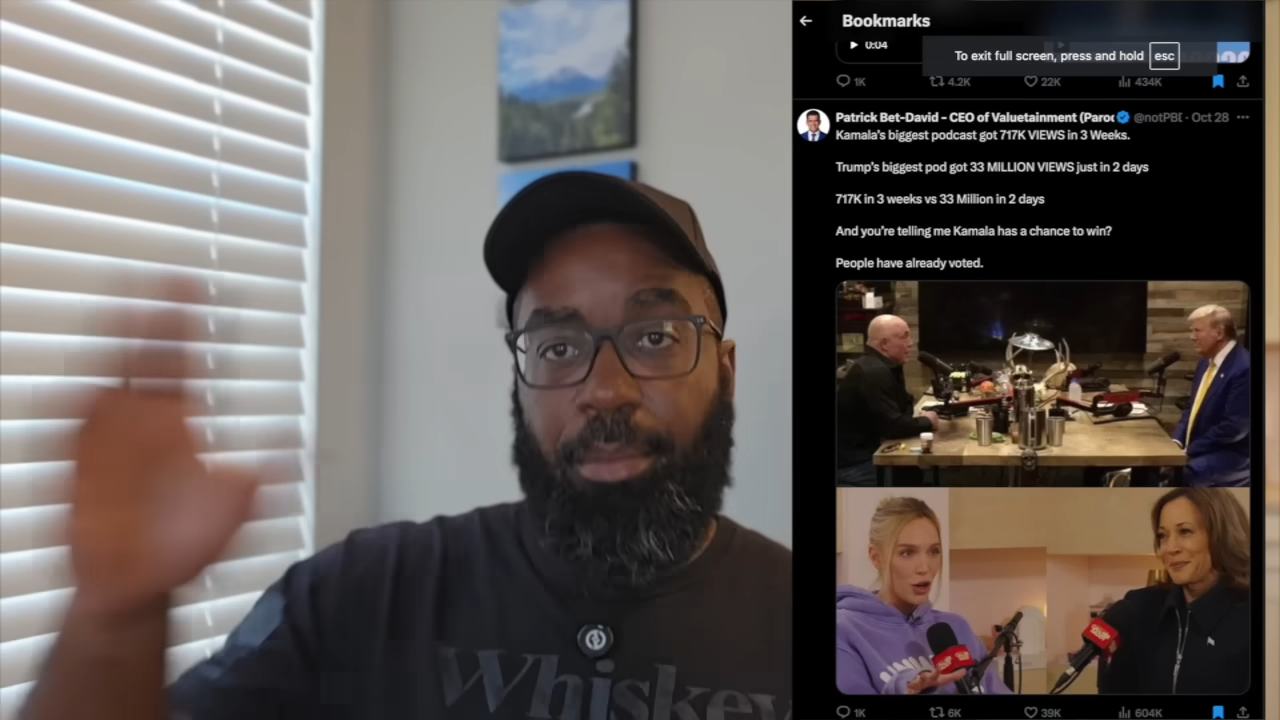 Bookmarks
0:04
To exit full screen, press and hold esc
1K 4.2K 22K 434K
Patrick Bet-David - CEO of Valuetainment (Paroc @notPBD · Oct 28
Kamala's biggest podcast got 717K VIEWS in 3 Weeks.
Trump's biggest pod got 33 MILLION VIEWS just in 2 days
717K in 3 weeks vs 33 Million in 2 days
And you're telling me Kamala has a chance to win?
People have already voted.
Whiskey
1K 6K 39K 604K